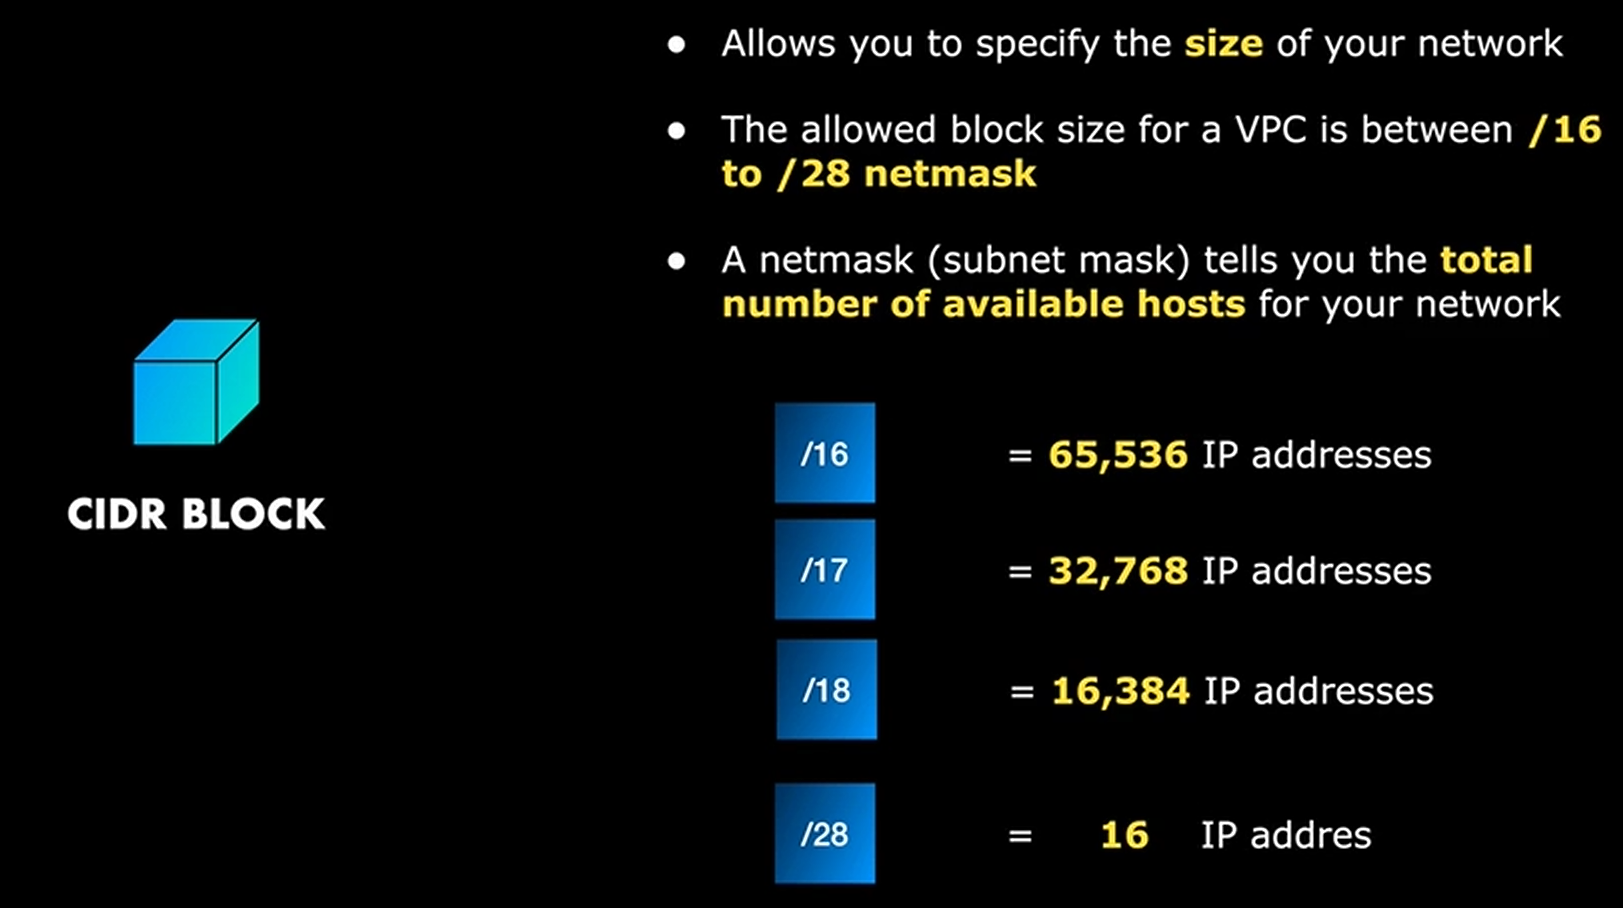 • Allows you to specify the size of your network
• The allowed block size for a VPC is between /16
to /28 netmask
• A netmask (subnet mask) tells you the total
number of available hosts for your network
CIDR BLOCK
/16 = 65,536 IP addresses
/17 = 32,768 IP addresses
/18 = 16,384 IP addresses
/28 = 16 IP addres